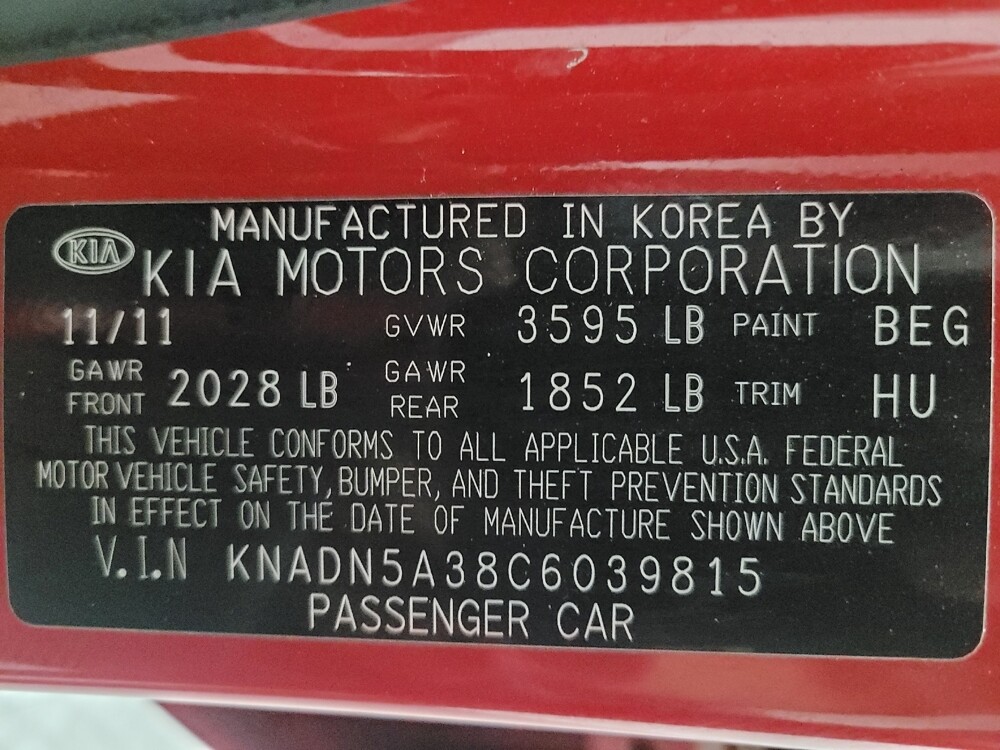 MANUFACTURED IN KOREA BY
KIA KIA MOTORS CORPORATION
11/11 GVWR 3595 LB PAINT BEG
GAWR FRONT 2028 LB GAWR REAR 1852 LB TRIM HU
THIS VEHICLE CONFORMS TO ALL APPLICABLE U.S.A. FEDERAL
MOTOR VEHICLE SAFETY, BUMPER, AND THEFT PREVENTION STANDARDS
IN EFFECT ON THE DATE OF MANUFACTURE SHOWN ABOVE
V.I.N KNADN5A38C6039815
PASSENGER CAR